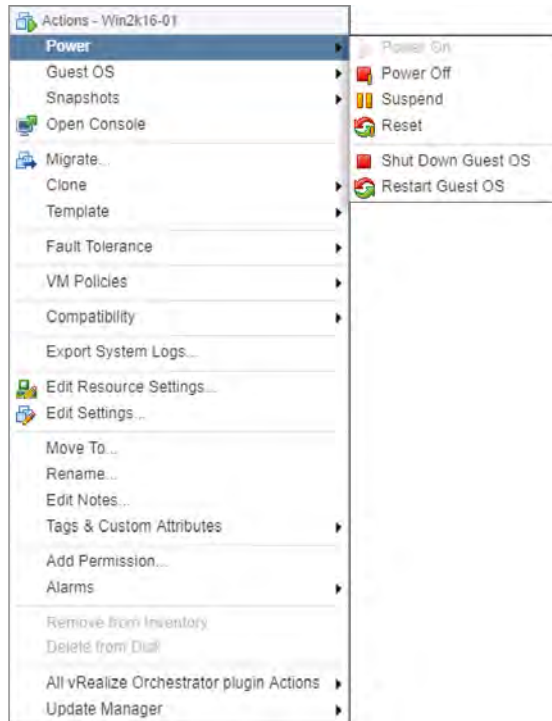 Actions - Win2k16-01
Power
Guest OS
Snapshots
Open Console
Migrate...
Clone
Template
Fault Tolerance
VM Policies
Compatibility
Export System Logs...
Edit Resource Settings...
Edit Settings...
Move To...
Rename...
Edit Notes...
Tags & Custom Attributes
Add Permission...
Alarms
Remove from Inventory
Delete from Disk
All vRealize Orchestrator plugin Actions
Update Manager
Power On
Power Off
Suspend
Reset
Shut Down Guest OS
Restart Guest OS